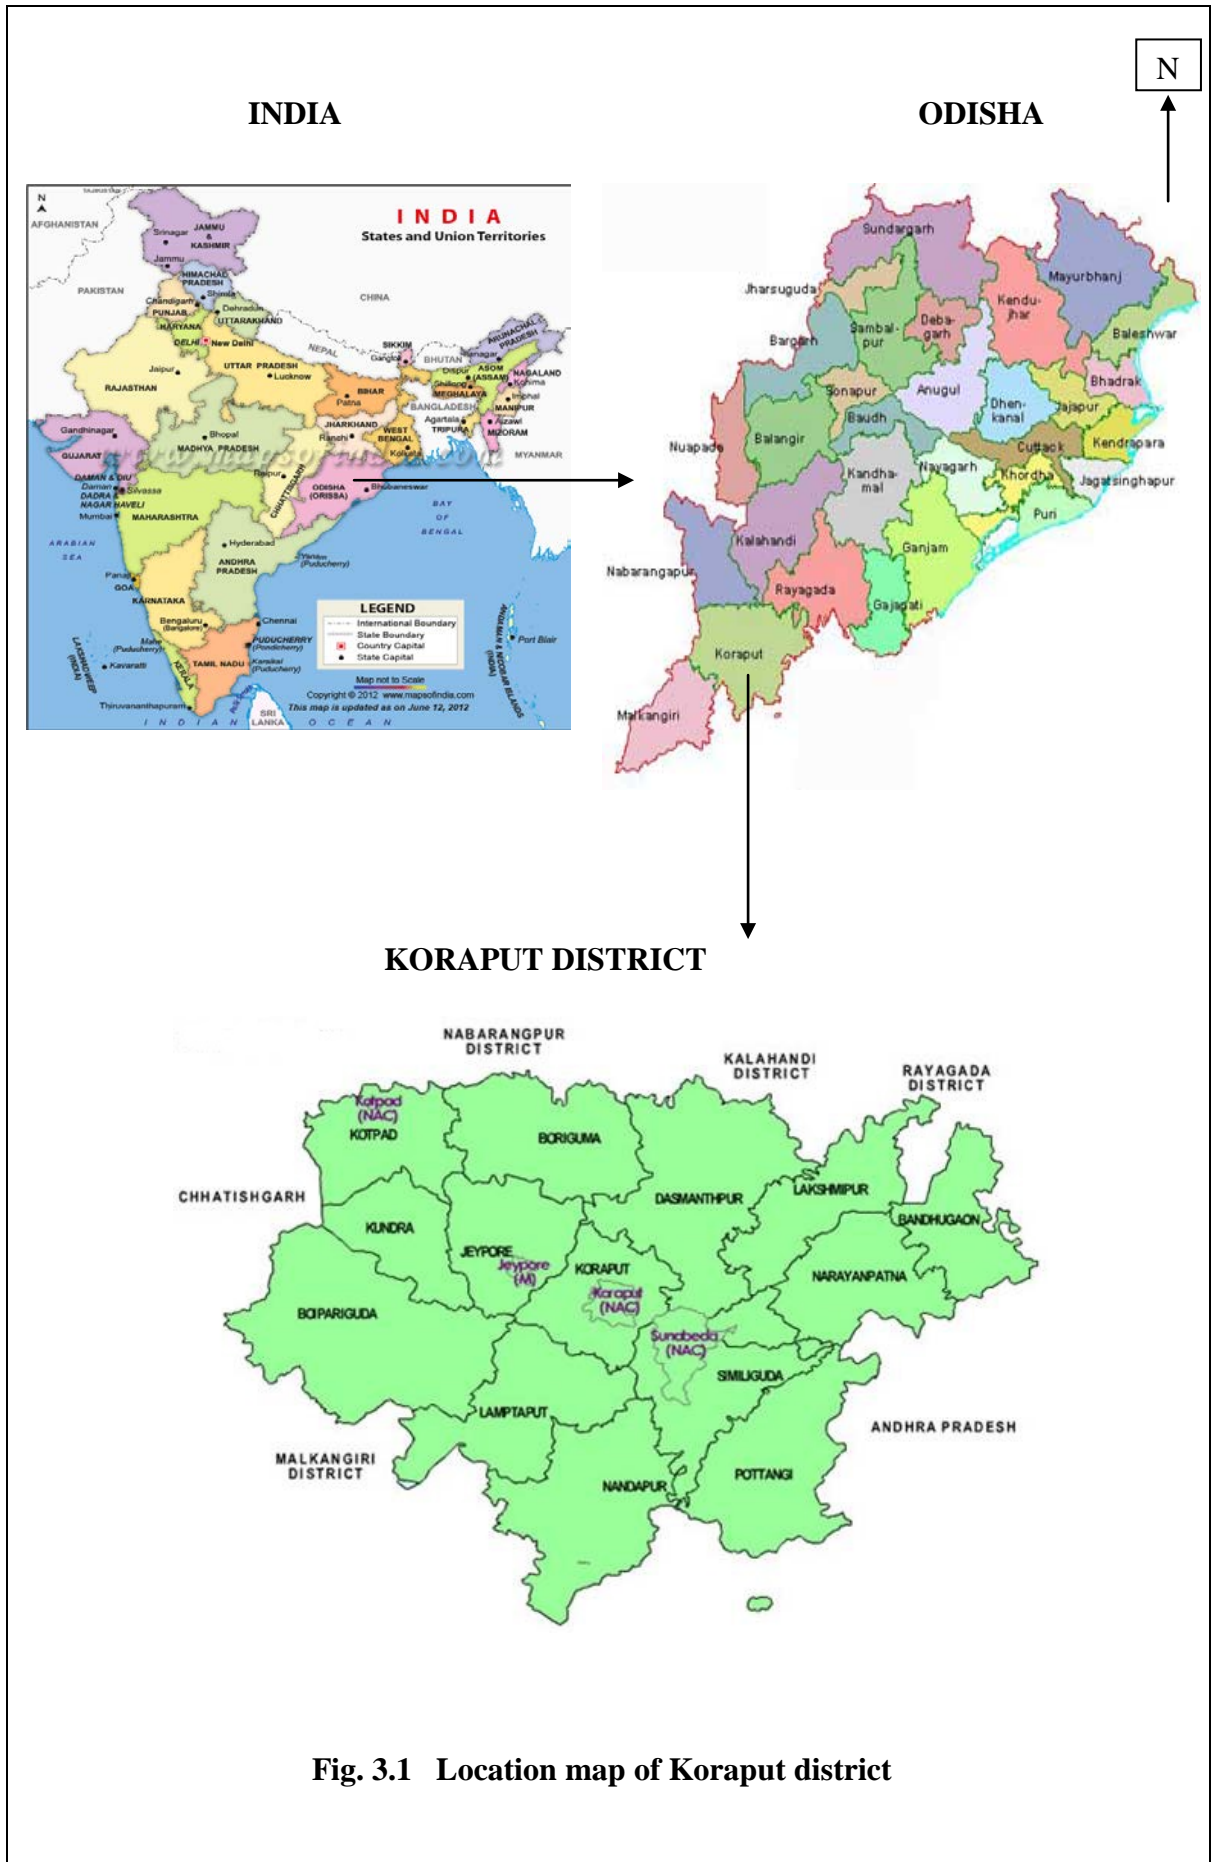 N
INDIA
ODISHA
N
TAJIKISTAN
AFGHANISTAN
INDIA
States and Union Territories
JAMMU
&
KASHMIR
Srinagar
Jammu
HIMACHAD
PRADESH
Shimla
PAKISTAN
CHINA
Chandigarh
PUNJAB
Dehradun
UTTARAKHAND
HARYANA
DELHI
New Delhi
ARUNACHAL
PRADESH
SIKKIM
Gangtok
NEPAL
BHUTAN
Itanagar
Dispur
ASOM
(ASSAM)
NAGALAND
Kohima
UTTAR PRADESH
Lucknow
Jaipur
RAJASTHAN
BIHAR
Patna
Shillong
MEGHALAYA
Imphal
MANIPUR
BANGLADESH
Agartala
TRIPURA
Aizawl
MIZORAM
JHARKHAND
Ranchi
WEST
BENGAL
Kolkata
MYANMAR
Gandhinagar
GUJARAT
Bhopal
MADHYA PRADESH
Raipur
CHHATTISGARH
ODISHA
(ORISSA)
Bhubaneswar
DAMAN & DIU
Daman
DADRA &
NAGAR HAVELI
Silvassa
Mumbai
MAHARASHTRA
BAY
OF
BENGAL
ARABIAN
SEA
Hyderabad
ANDHRA
PRADESH
Yanam
(Puducherry)
Panaji
GOA
KARNATAKA
Bengaluru
(Bangalore)
Chennai
Mahe
(Puducherry)
PUDUCHERRY
(Pondicherry)
Karaikal
(Puducherry)
TAMIL NADU
KERALA
LAKSHADWEEP
(INDIA)
Kavaratti
Thiruvananthapuram
SRI
LANKA
INDIAN OCEAN
ANDAMAN & NICOBAR ISLANDS
(INDIA)
Port Blair
LEGEND
International Boundary
State Boundary
Country Capital
State Capital
Map not to Scale
Copyright © 2012 www.mapsofindia.com
This map is updated as on June 12, 2012
Sundargarh
Mayurbhanj
Jharsuguda
Kendu-
jhar
Baleshwar
Bargarh
Sambal-
pur
Deba-
garh
Bhadrak
Sonapur
Anugul
Dhen-
kanal
Jajapur
Baudh
Balangir
Nuapade
Cuttack
Kendrapara
Kandha-
mal
Nayagarh
Khordha
Jagatsinghapur
Puri
Kalahandi
Ganjam
Nabarangapur
Rayagada
Gajapati
Koraput
Malkangiri
KORAPUT DISTRICT
NABARANGPUR
DISTRICT
KALAHANDI
DISTRICT
RAYAGADA
DISTRICT
Kotpad
(NAC)
KOTPAD
BORIGUMA
CHHATISHGARH
DASMANTHPUR
LAKSHMIPUR
BANDHUGAON
KUNDRA
JEYPORE
Jeypore
(M)
KORAPUT
Koraput
(NAC)
NARAYANPATNA
BOIPARIGUDA
Sunabeda
(NAC)
SIMILIGUDA
LAMPTAPUT
ANDHRA PRADESH
MALKANGIRI
DISTRICT
NANDAPUR
POTTANGI
Fig. 3.1 Location map of Koraput district